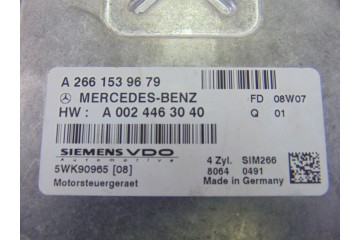 A 266 153 96 79
MERCEDES-BENZ FD 08W07
HW : A 002 446 30 40 Q 01
SIEMENS VDO
Automotive
4 Zyl. SIM266
5WK90965 [08] 8064 0491
Motorsteuergeraet Made in Germany